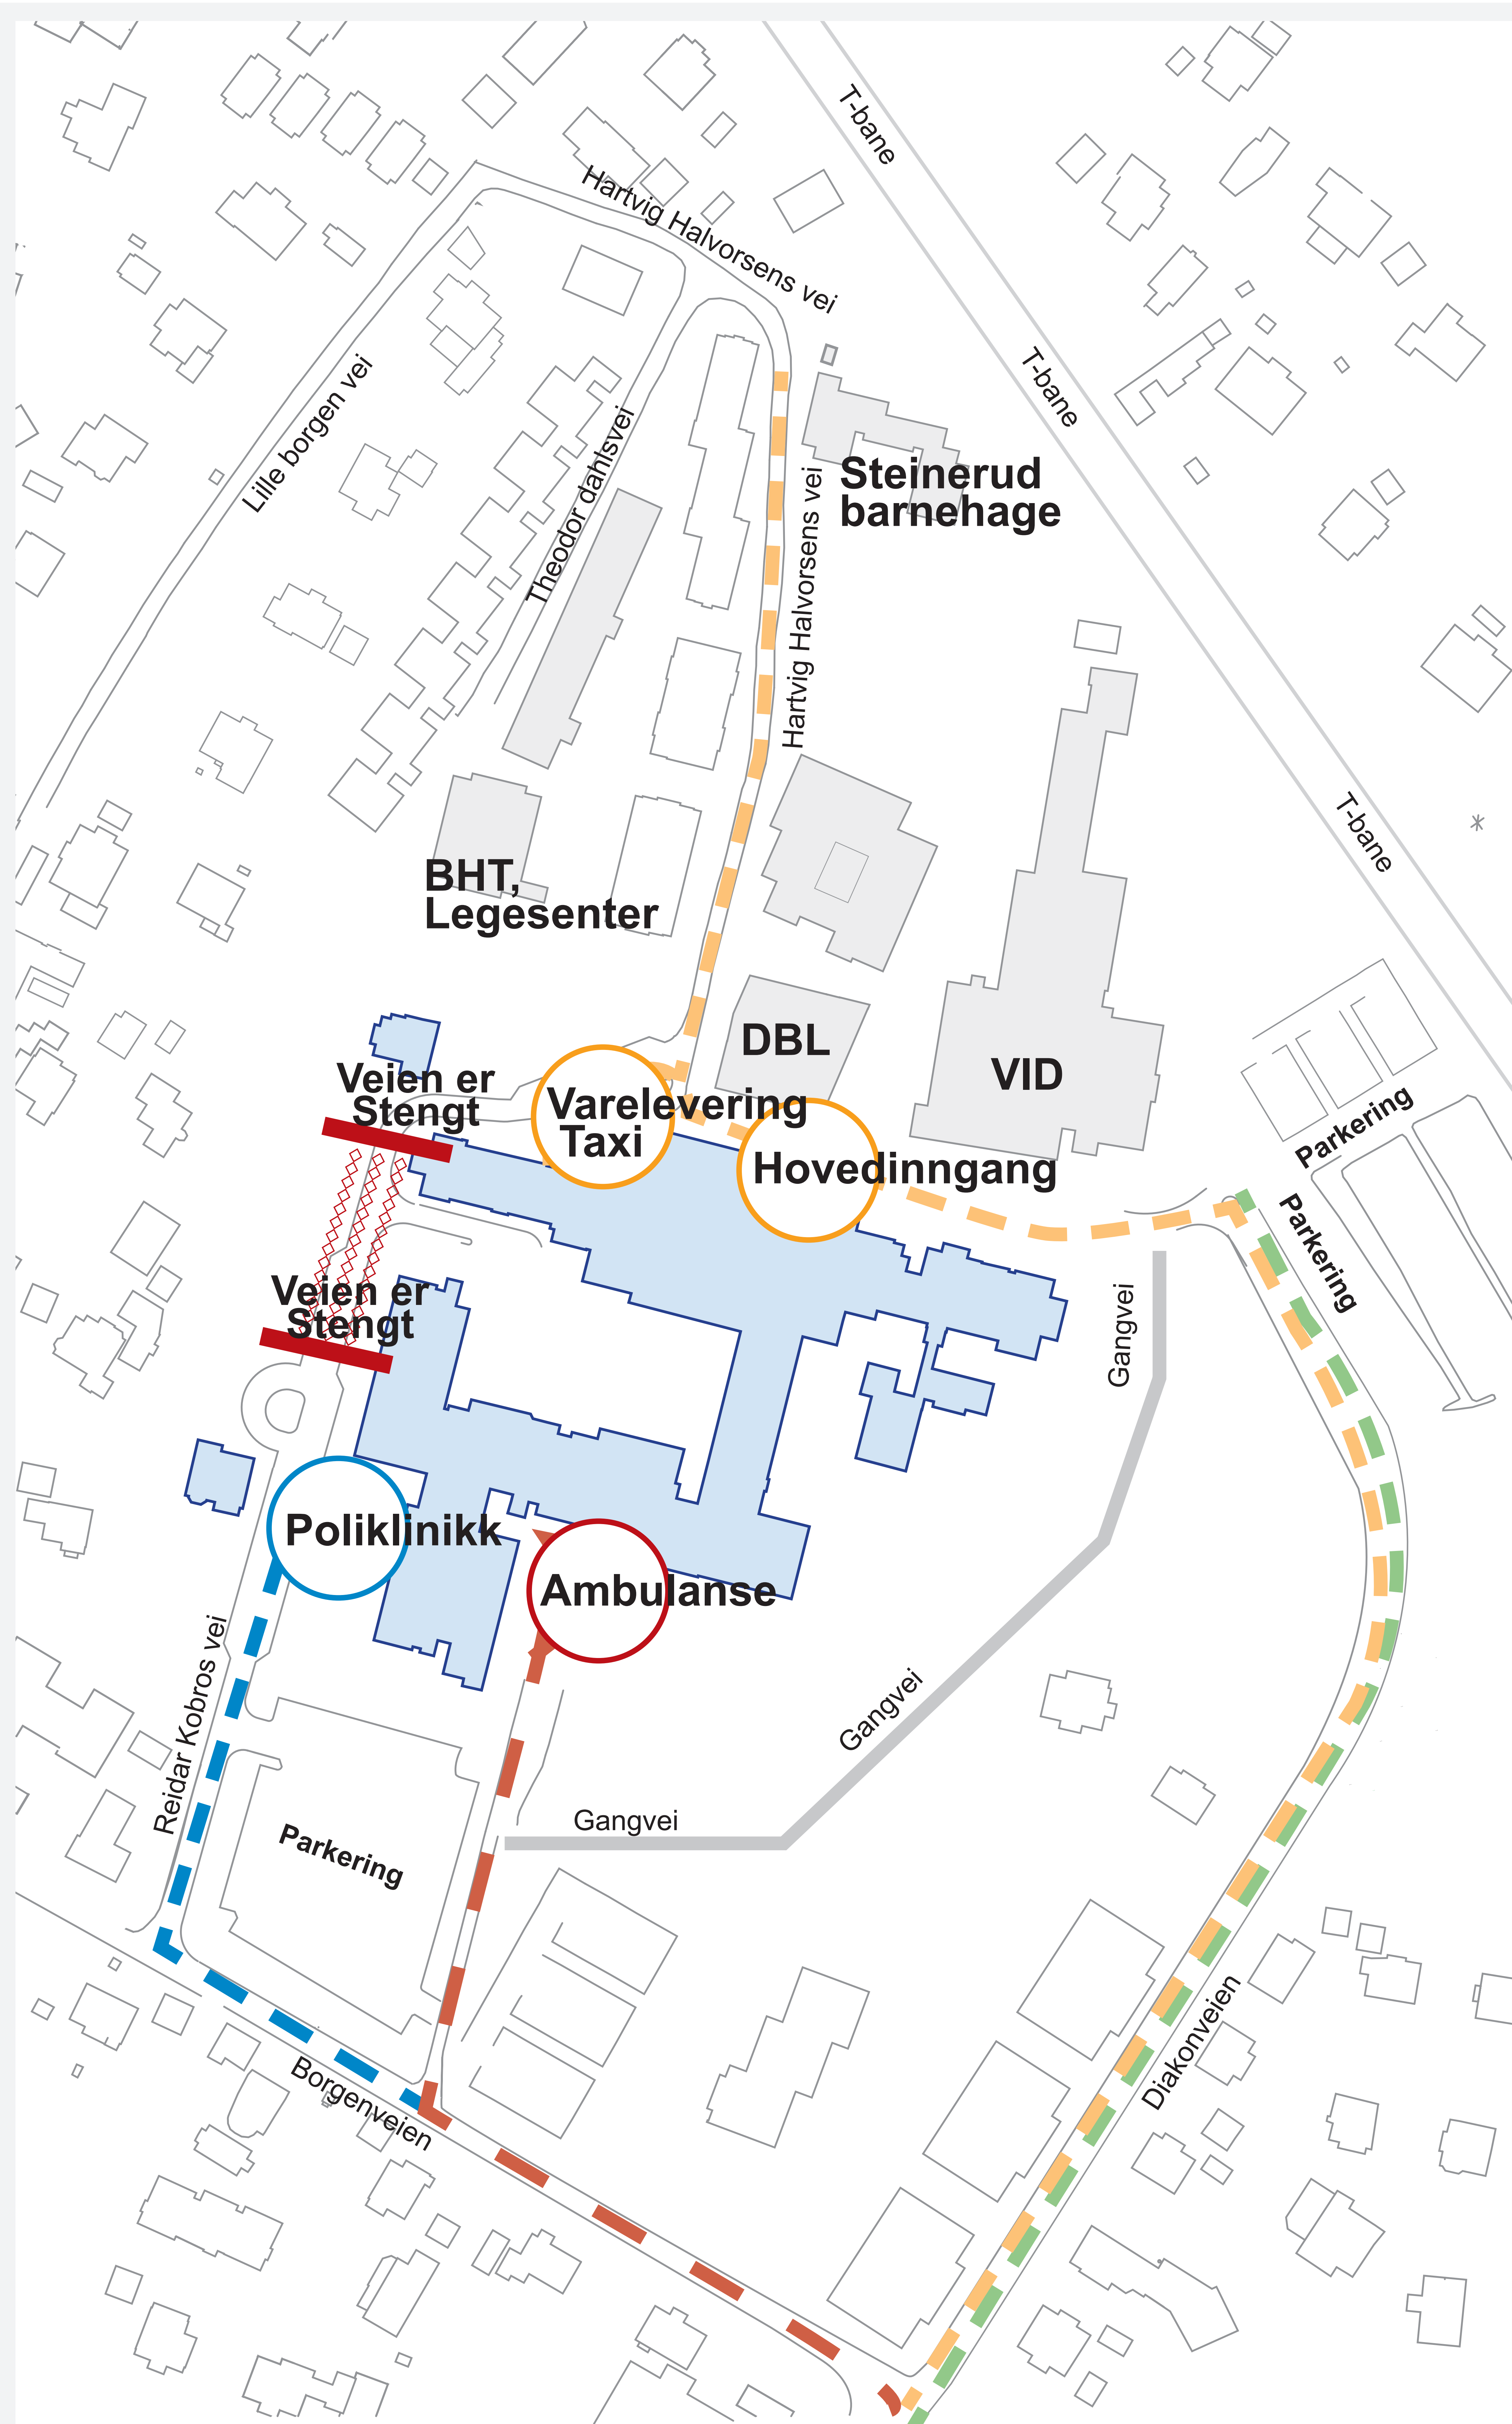 T-bane
Hartvig Halvorsens vei
T-bane
Lille borgen vei
Theodor dahlsvei
Steinerud
barnehage
Hartvig Halvorsens vei
T-bane
BHT,
Legesenter
DBL
VID
Veien er
Stengt
Varelevering
Taxi
Hovedinngang
Parkering
Parkering
Veien er
Stengt
Gangvei
Poliklinikk
Ambulanse
Reidar Kobros vei
Gangvei
Gangvei
Parkering
Diakonveien
Borgenveien